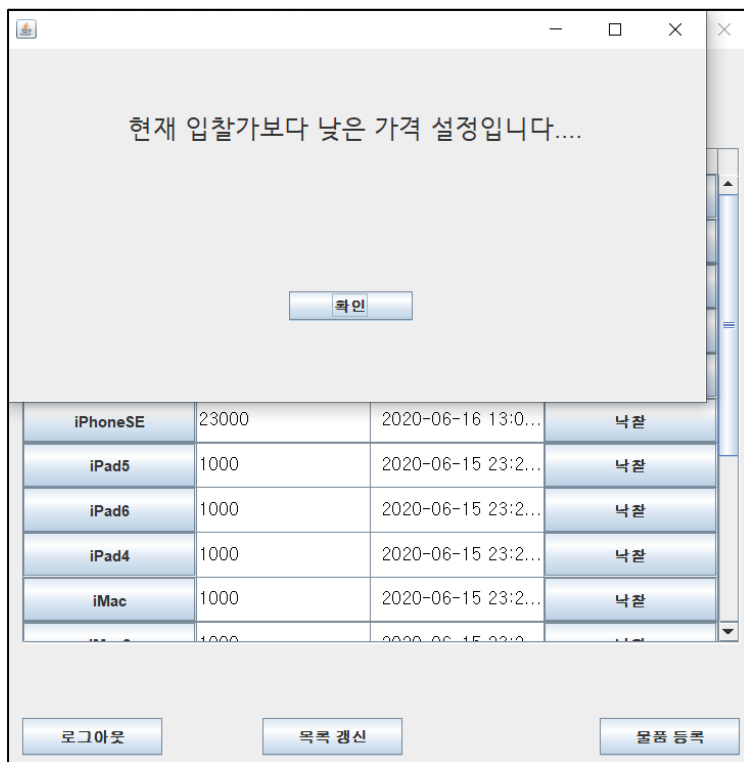 현재 입찰가보다 낮은 가격 설정입니다....
확인
iPhoneSE 23000 2020-06-16 13:0... 낙찰
iPad5 1000 2020-06-15 23:2... 낙찰
iPad6 1000 2020-06-15 23:2... 낙찰
iPad4 1000 2020-06-15 23:2... 낙찰
iMac 1000 2020-06-15 23:2... 낙찰
로그아웃 목록 갱신 물품 등록